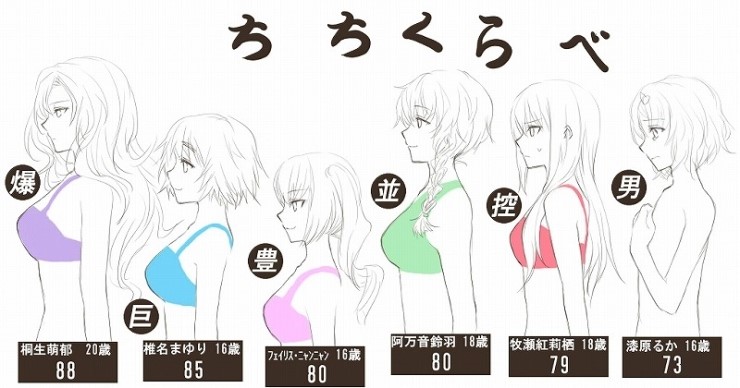 ちちくらべ
爆
桐生萌郁 20歳
88
巨
椎名まゆり 16歳
85
豊
フェイリス・ニャンニャン 16歳
80
並
阿万音鈴羽 18歳
80
控
牧瀬紅莉栖 18歳
79
男
漆原るか 16歳
73